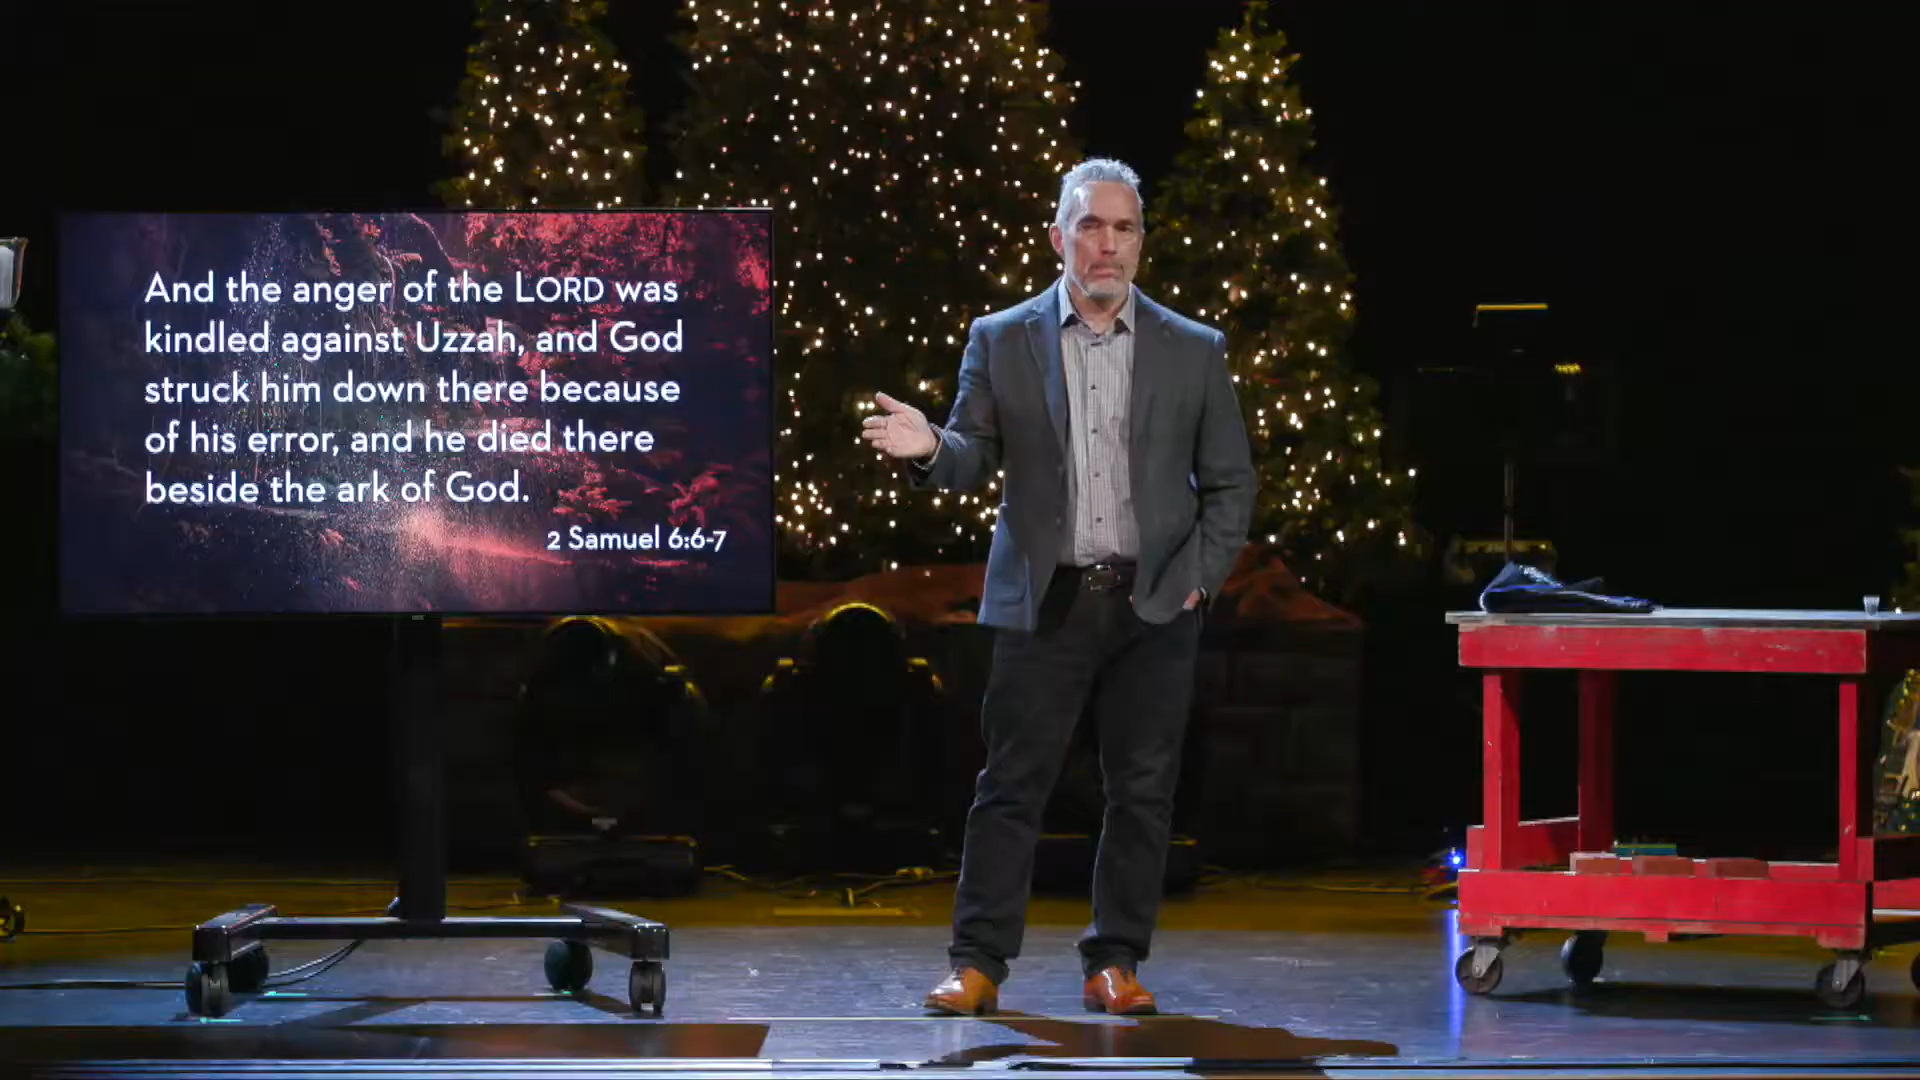 And the anger of the LORD was
kindled against Uzzah, and God
struck him down there because
of his error, and he died there
beside the ark of God.
2 Samuel 6:6-7